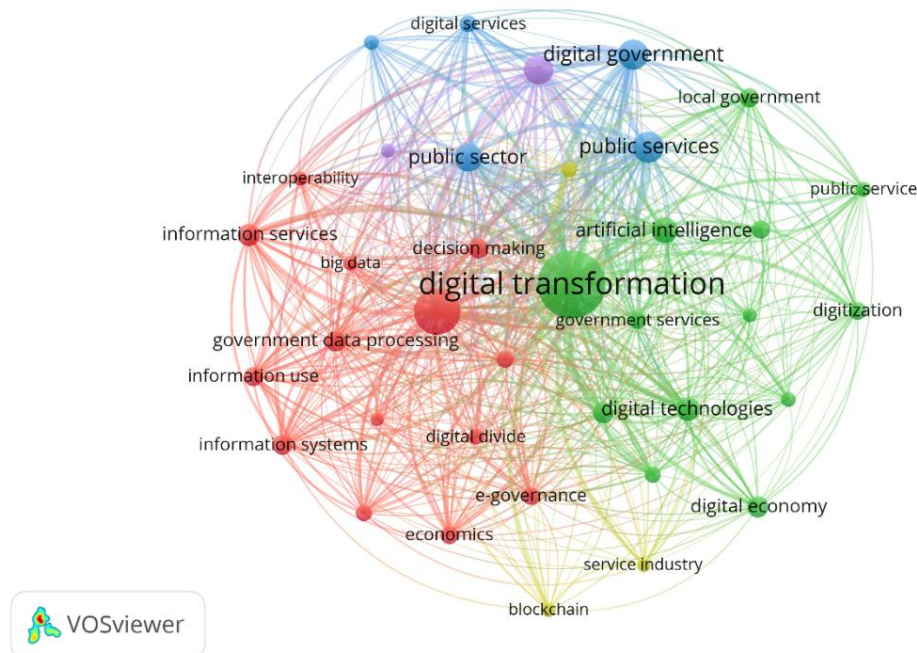 digital services
digital government
local government
public sector
public services
interoperability
public service
information services
decision making
artificial intelligence
big data
digital transformation
government data processing
government services
digitization
information use
digital technologies
information systems
digital divide
e-governance
economics
digital economy
service industry
blockchain
VOSviewer